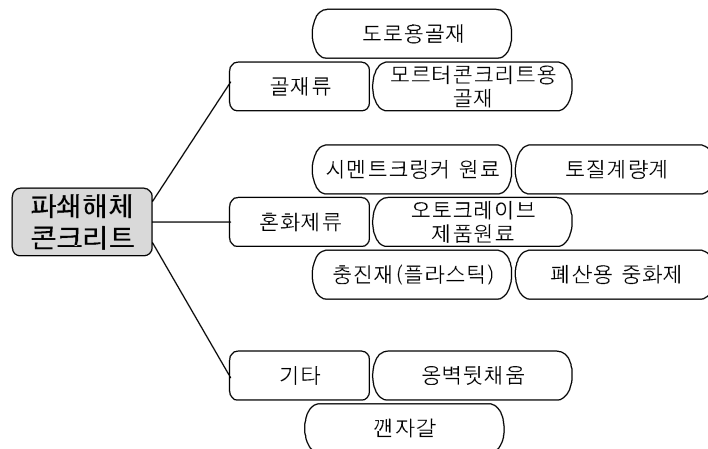 도로용골재
골재류
모르터콘크리트용
골재
시멘트크링커 원료
토질계량계
파쇄해체
콘크리트
혼화제류
오토크레이브
제품원료
충진재(플라스틱)
폐산용 중화제
기타
옹벽뒷채움
깬자갈